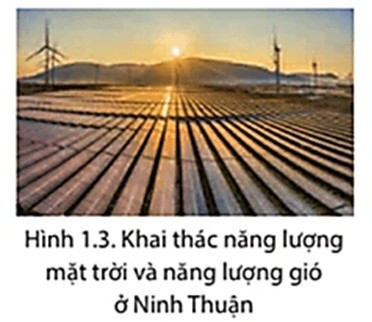 Hình 1.3. Khai thác năng lượng
mặt trời và năng lượng gió
ở Ninh Thuận